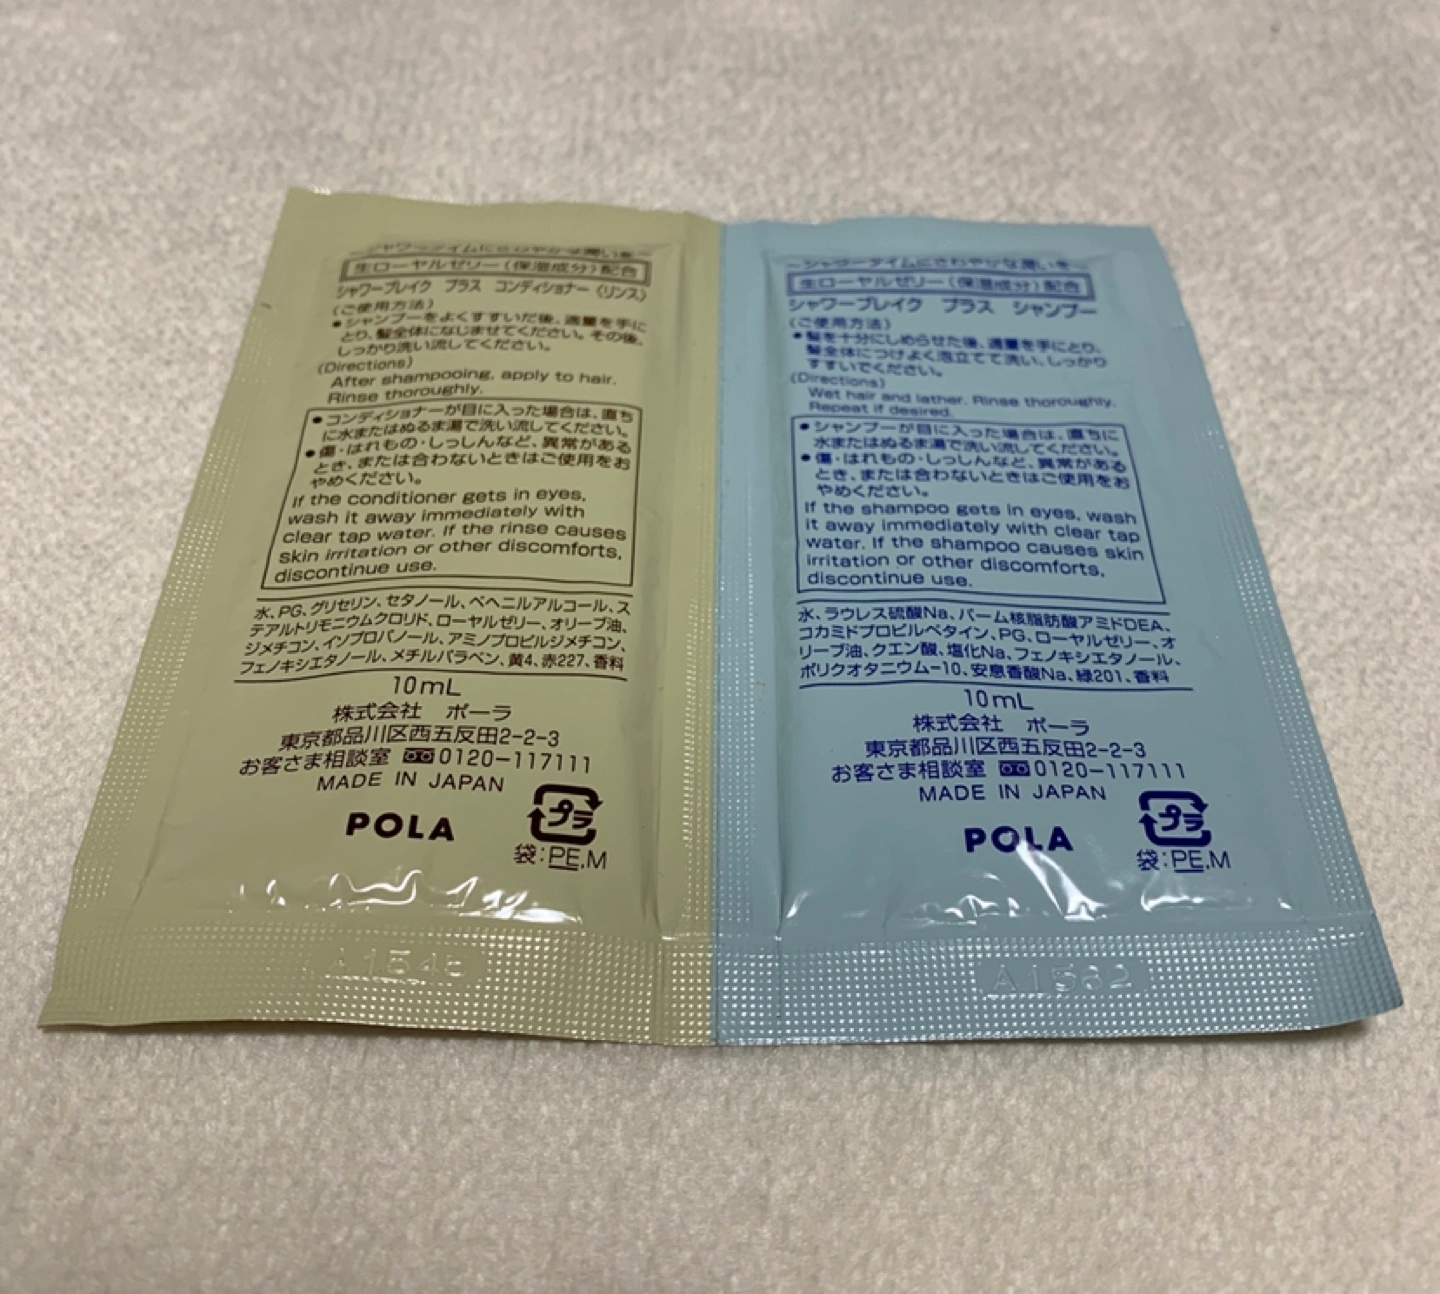 ～シャワータイムにさわやかな潤いを～
生ローヤルゼリー(保湿成分)配合
シャワーブレイク プラス コンディショナー(リンス)
(ご使用方法)
●シャンプーをよくすすいだ後、適量を手に
とり、髪全体になじませてください。その後、
しっかり洗い流してください。
(Directions)
After shampooing, apply to hair.
Rinse thoroughly.
●コンディショナーが目に入った場合は、直ち
に水またはぬるま湯で洗い流してください。
●傷・はれもの・しっしんなど、異常がある
とき、または合わないときはご使用をお
やめください。
If the conditioner gets in eyes,
wash it away immediately with
clear tap water. If the rinse causes
skin irritation or other discomforts,
discontinue use.
水、PG、グリセリン、セタノール、ベヘニルアルコール、ス
テアルトリモニウムクロリド、ローヤルゼリー、オリーブ油、
ジメチコン、イソプロパノール、アミノプロピルジメチコン、
フェノキシエタノール、メチルパラベン、黄4、赤227、香料
10mL
株式会社 ポーラ
東京都品川区西五反田2-2-3
お客さま相談室 0120-117111
MADE IN JAPAN
POLA
プラ
袋:PE,M
A1545
～シャワータイムにさわやかな潤いを～
生ローヤルゼリー(保湿成分)配合
シャワーブレイク プラス シャンプー
(ご使用方法)
●髪を十分にしめらせた後、適量を手にとり、
髪全体につけよく泡立てて洗い、しっかり
すすいでください。
(Directions)
Wet hair and lather. Rinse thoroughly.
Repeat if desired.
●シャンプーが目に入った場合は、直ちに
水またはぬるま湯で洗い流してください。
●傷・はれもの・しっしんなど、異常がある
とき、または合わないときはご使用をお
やめください。
If the shampoo gets in eyes, wash
it away immediately with clear tap
water. If the shampoo causes skin
irritation or other discomforts,
discontinue use.
水、ラウレス硫酸Na、パーム核脂肪酸アミドDEA、
コカミドプロピルベタイン、PG、ローヤルゼリー、オ
リーブ油、クエン酸、塩化Na、フェノキシエタノール、
ポリクオタニウム-10、安息香酸Na、緑201、香料
10mL
株式会社 ポーラ
東京都品川区西五反田2-2-3
お客さま相談室 0120-117111
MADE IN JAPAN
POLA
プラ
袋:PE,M
A1562